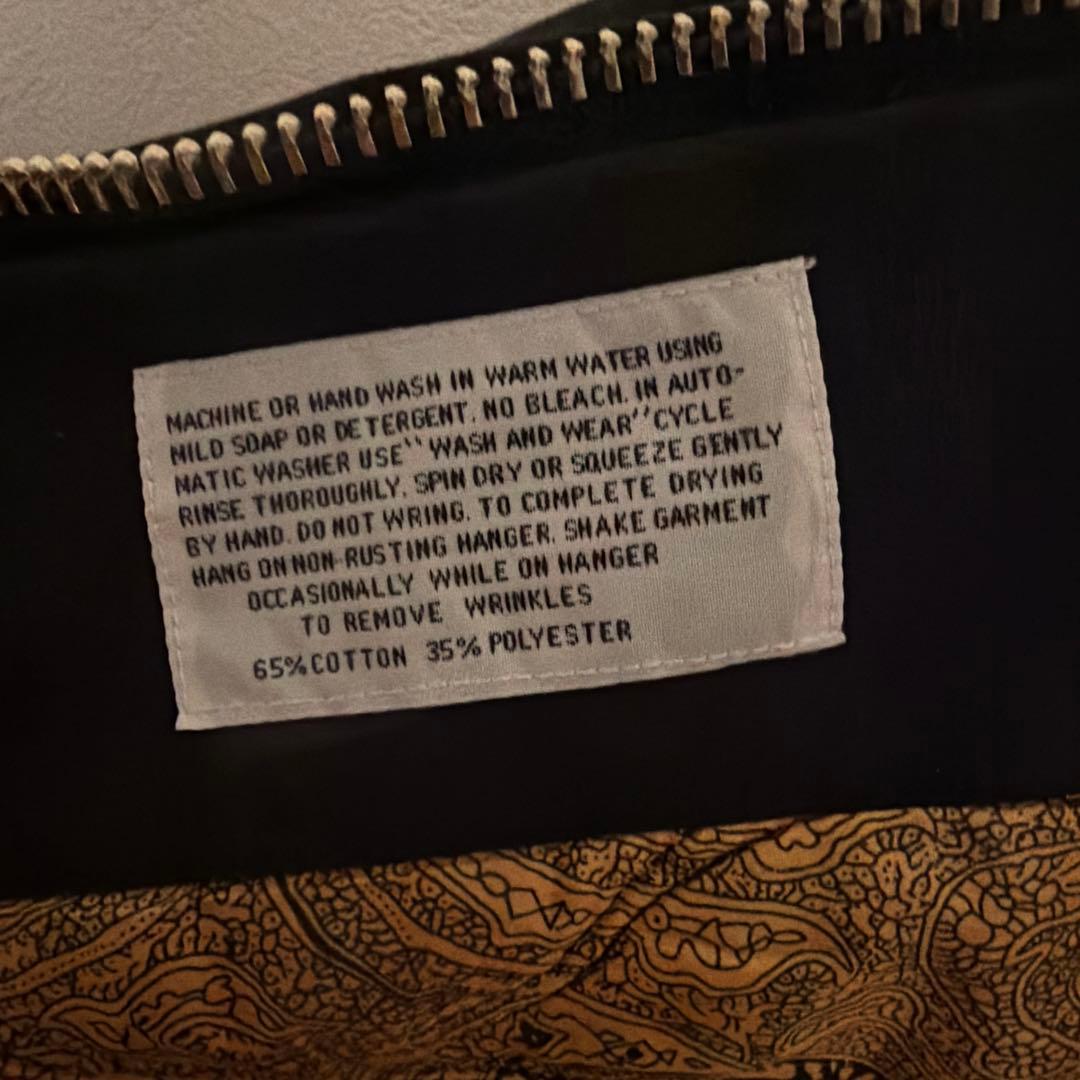 MACHINE OR HAND WASH IN WARM WATER USING
MILD SOAP OR DETERGENT. NO BLEACH. IN AUTO-
MATIC WASHER USE "WASH AND WEAR" CYCLE
RINSE THOROUGHLY. SPIN DRY OR SQUEEZE GENTLY
BY HAND. DO NOT WRING. TO COMPLETE DRYING
HANG ON NON-RUSTING HANGER. SHAKE GARMENT
OCCASIONALLY WHILE ON HANGER
TO REMOVE WRINKLES
65% COTTON 35% POLYESTER